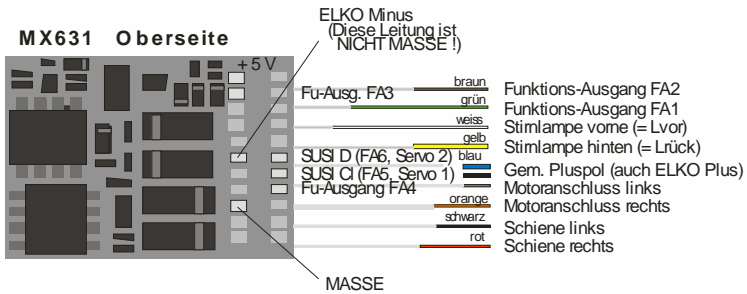 ELKO Minus
(Diese Leitung ist
NICHT MASSE !)
MX631 Oberseite
+5V
braun
Fu-Ausg. FA3
Funktions-Ausgang FA2
grün
Funktions-Ausgang FA1
weiss
Stirnlampe vorne (= Lvor)
gelb
Stirnlampe hinten (= Lrück)
SUSI D (FA6, Servo 2) blau
Gem. Pluspol (auch ELKO Plus)
SUSI Cl (FA5, Servo 1)
Fu-Ausgang FA4
Motoranschluss links
orange
Motoranschluss rechts
schwarz
Schiene links
rot
Schiene rechts
MASSE